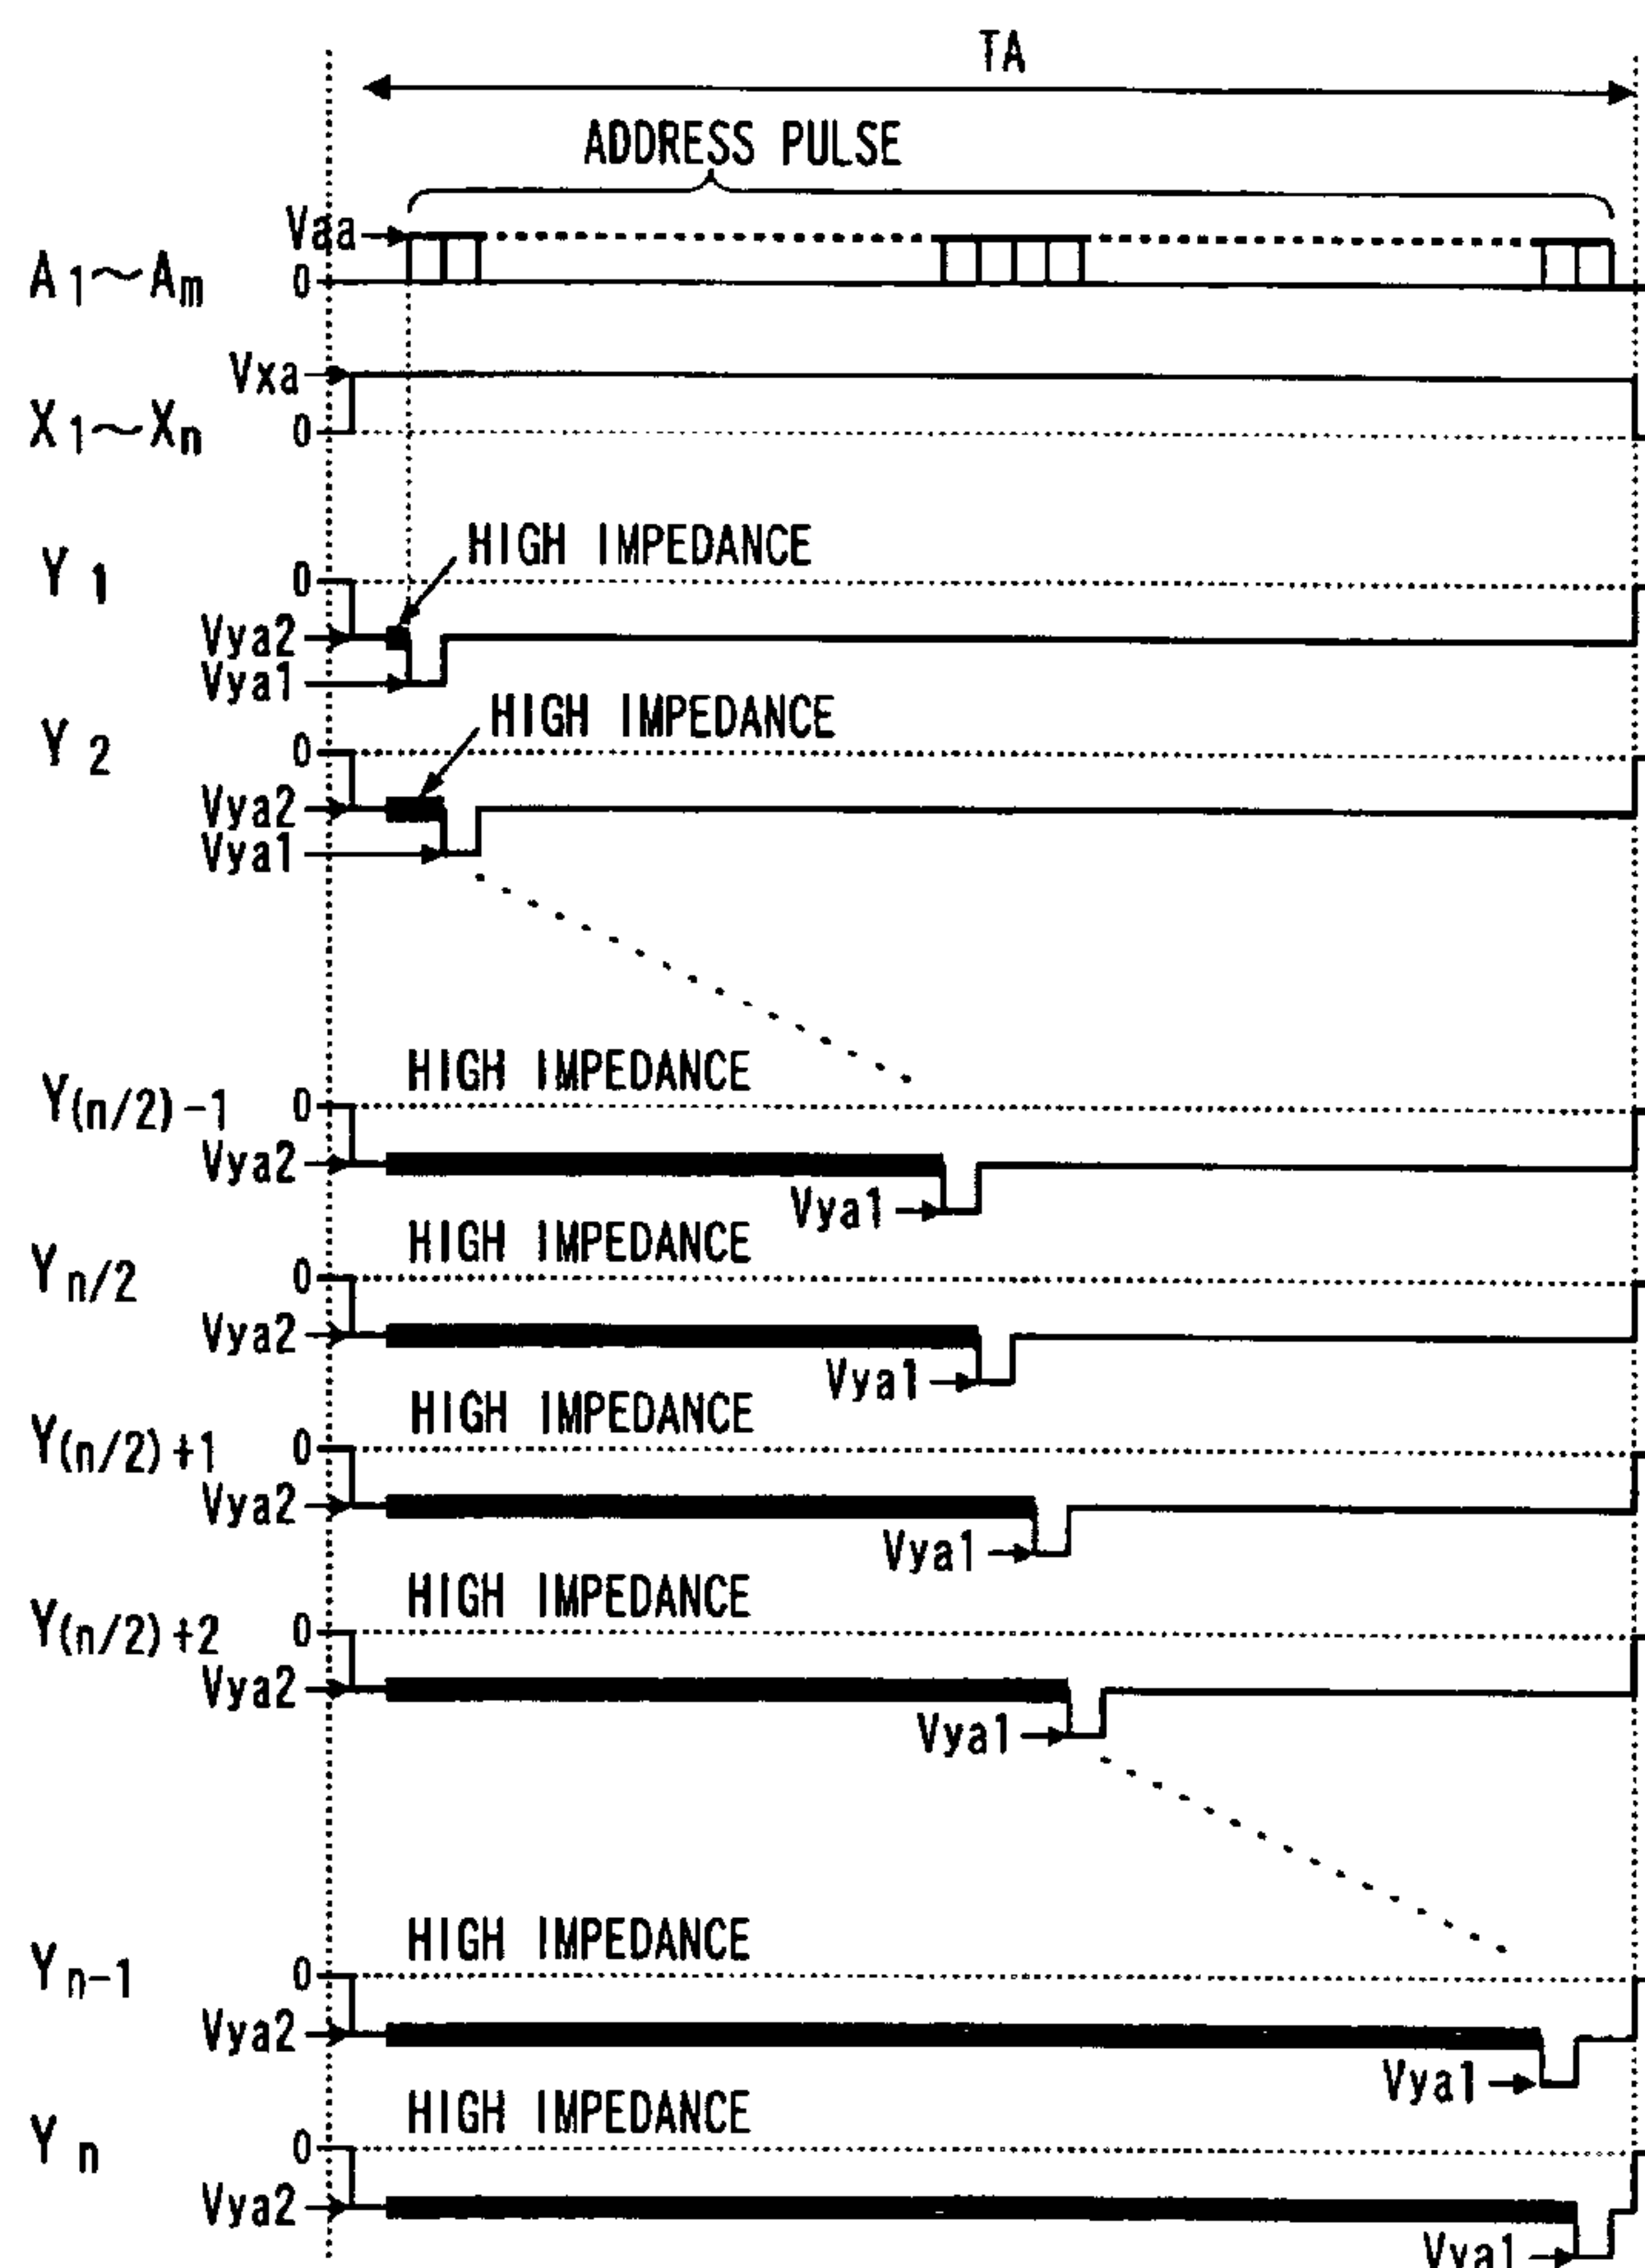 TA
ADDRESS PULSE
Vaa
A1~Am
0
Vxa
X1~Xn
0
HIGH IMPEDANCE
Y1
0
Vya2
Vya1
HIGH IMPEDANCE
Y2
0
Vya2
Vya1
HIGH IMPEDANCE
Y(n/2)-1
0
Vya2
Vya1
HIGH IMPEDANCE
Yn/2
0
Vya2
Vya1
HIGH IMPEDANCE
Y(n/2)+1
0
Vya2
Vya1
HIGH IMPEDANCE
Y(n/2)+2
0
Vya2
Vya1
HIGH IMPEDANCE
Yn-1
0
Vya2
Vya1
HIGH IMPEDANCE
Yn
0
Vya2
Vya1